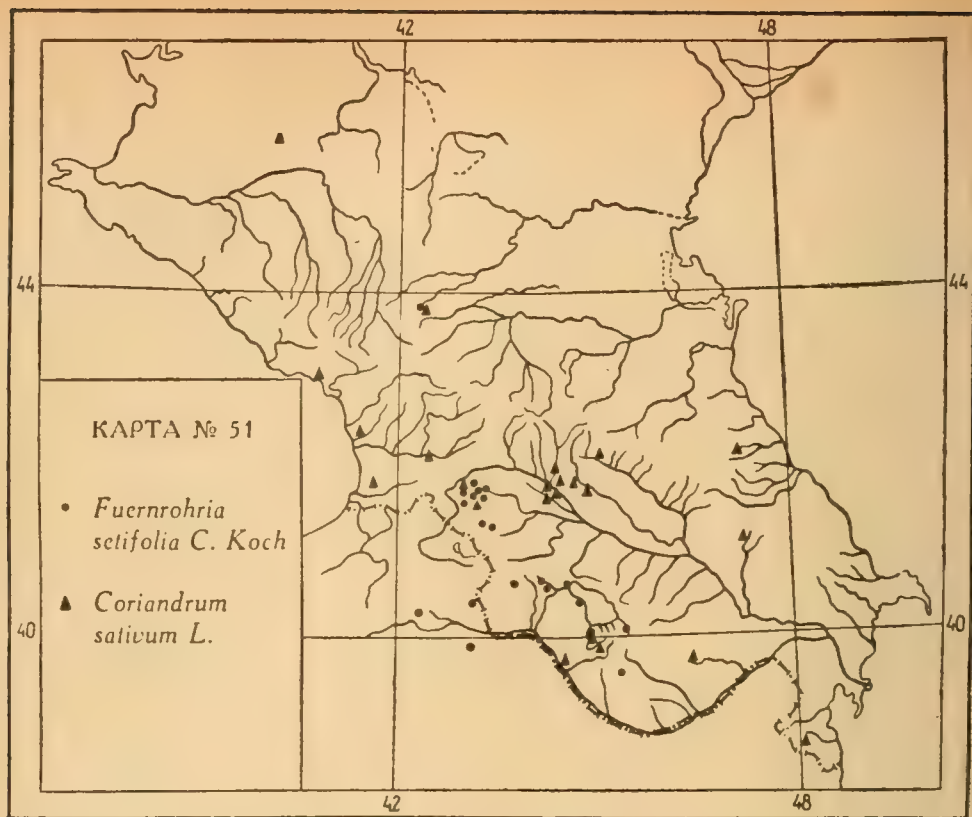 42 48
44 44
КАРТА № 51
Fuernrohria
setifolia C. Koch
Coriandrum
sativum L.
40 40
42 48